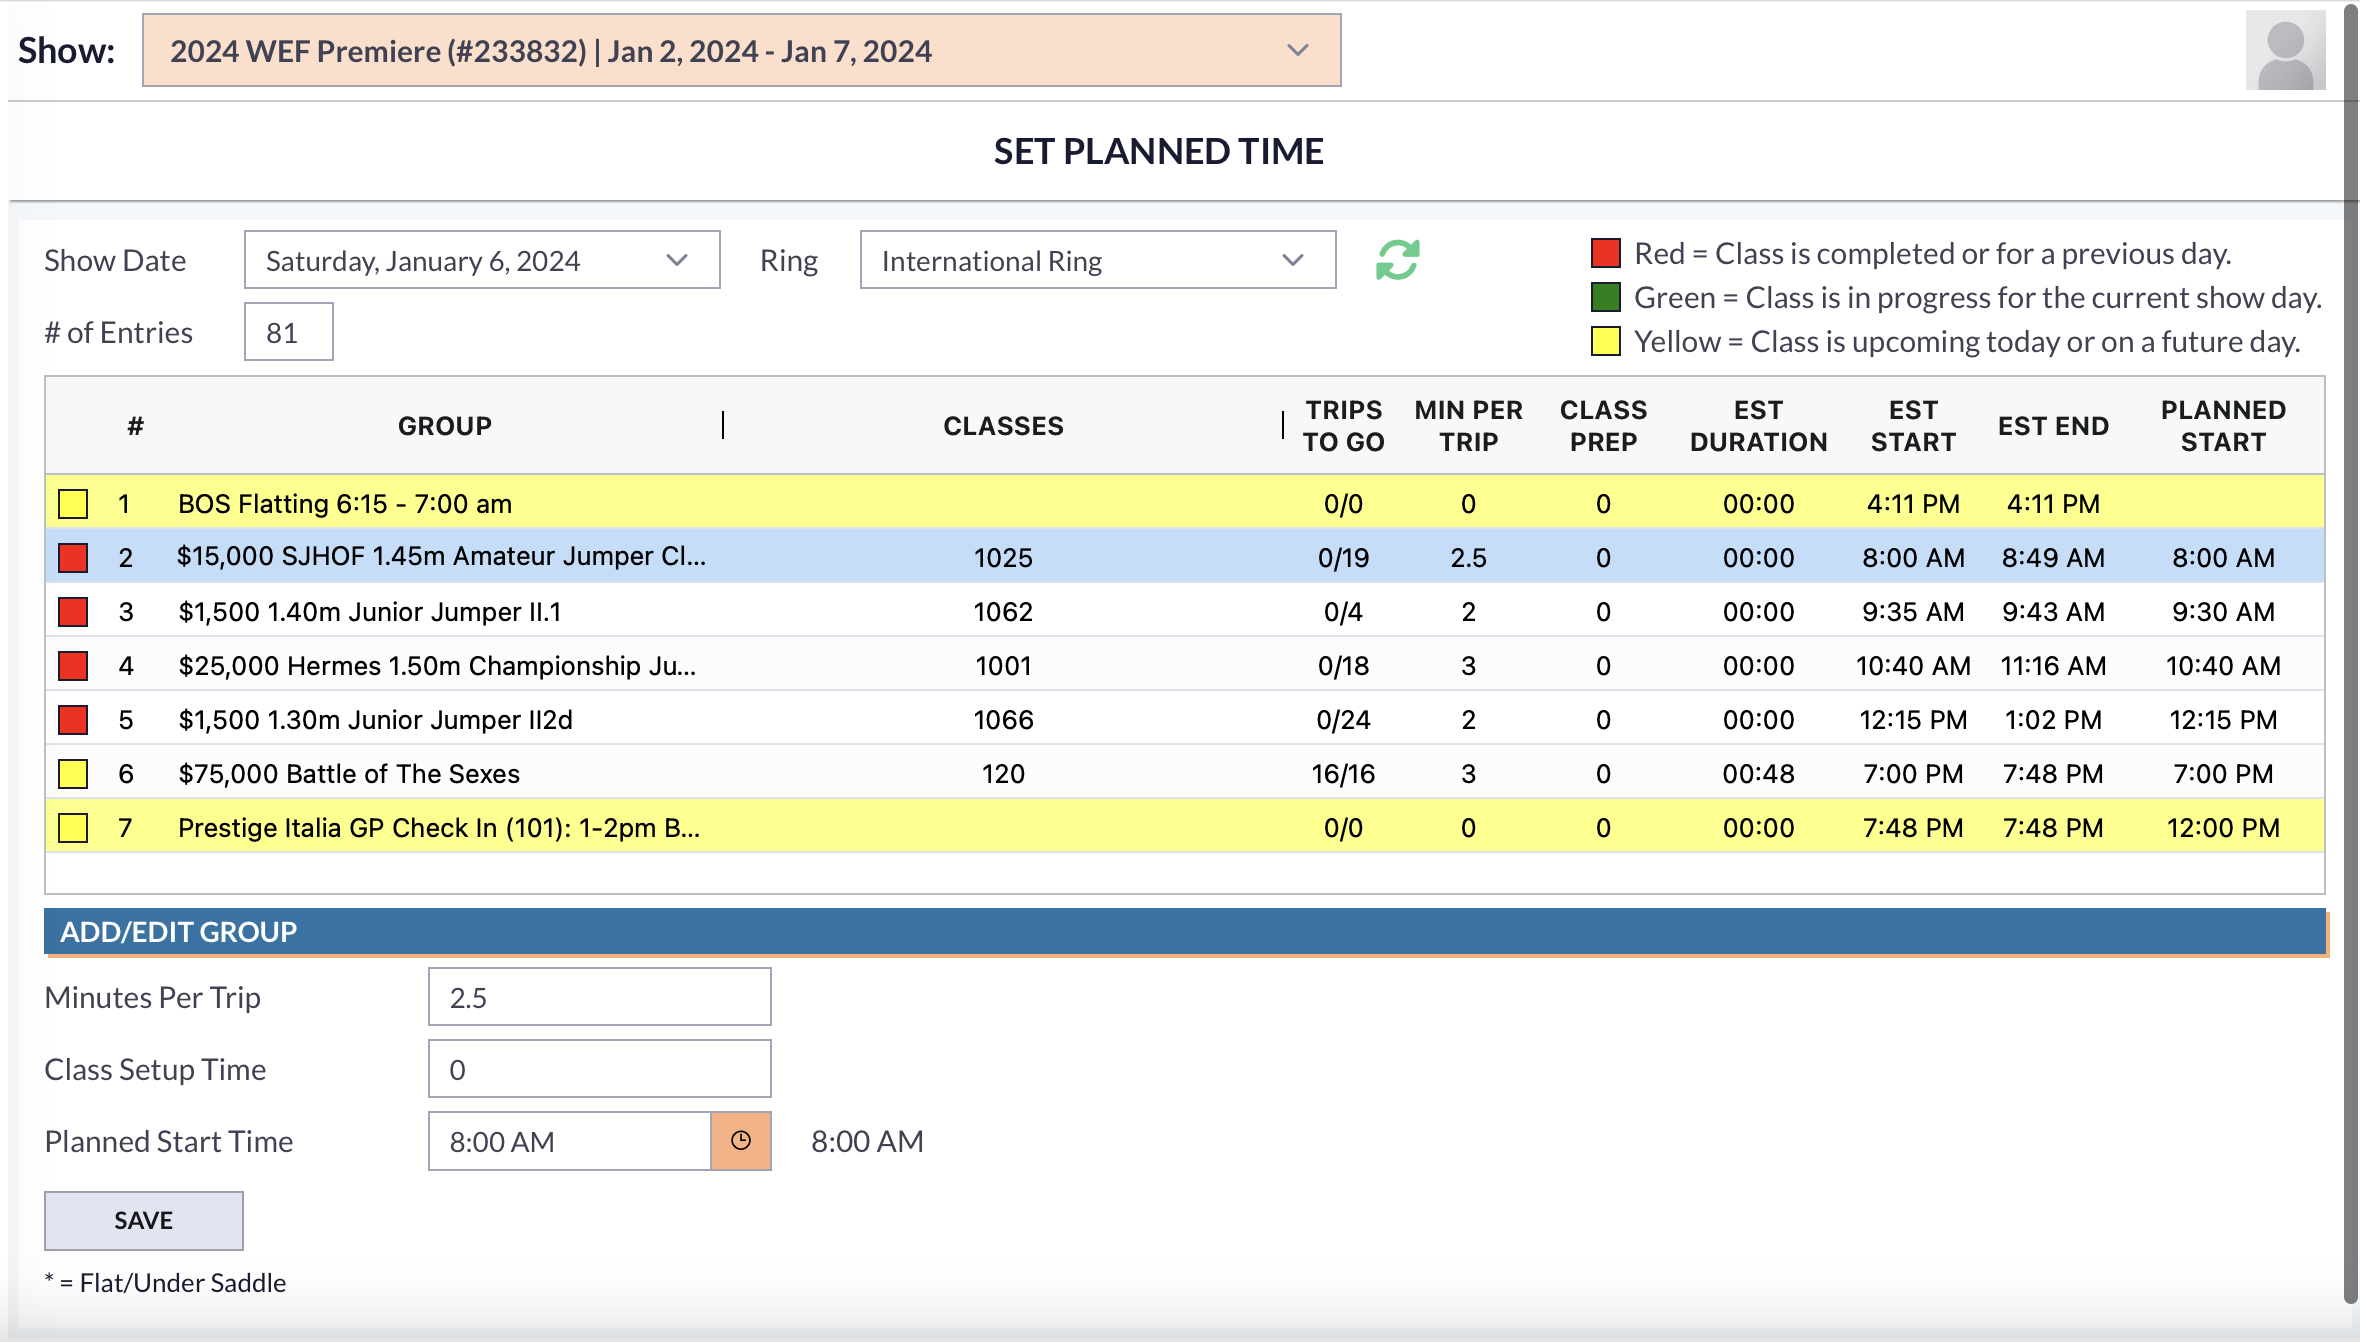 Show: 2024 WEF Premiere (#233832) | Jan 2, 2024 - Jan 7, 2024
SET PLANNED TIME
Show Date Saturday, January 6, 2024 Ring International Ring
# of Entries 81
Red = Class is completed or for a previous day.
Green = Class is in progress for the current show day.
Yellow = Class is upcoming today or on a future day.
# GROUP CLASSES TRIPS TO GO MIN PER TRIP CLASS PREP EST DURATION EST START EST END PLANNED START
1 BOS Flatting 6:15 - 7:00 am 0/0 0 0 00:00 4:11 PM 4:11 PM
2 $15,000 SJHOF 1.45m Amateur Jumper Cl... 1025 0/19 2.5 0 00:00 8:00 AM 8:49 AM 8:00 AM
3 $1,500 1.40m Junior Jumper II.1 1062 0/4 2 0 00:00 9:35 AM 9:43 AM 9:30 AM
4 $25,000 Hermes 1.50m Championship Ju... 1001 0/18 3 0 00:00 10:40 AM 11:16 AM 10:40 AM
5 $1,500 1.30m Junior Jumper II2d 1066 0/24 2 0 00:00 12:15 PM 1:02 PM 12:15 PM
6 $75,000 Battle of The Sexes 120 16/16 3 0 00:48 7:00 PM 7:48 PM 7:00 PM
7 Prestige Italia GP Check In (101): 1-2pm B... 0/0 0 0 00:00 7:48 PM 7:48 PM 12:00 PM
ADD/EDIT GROUP
Minutes Per Trip 2.5
Class Setup Time 0
Planned Start Time 8:00 AM 8:00 AM
SAVE
* = Flat/Under Saddle